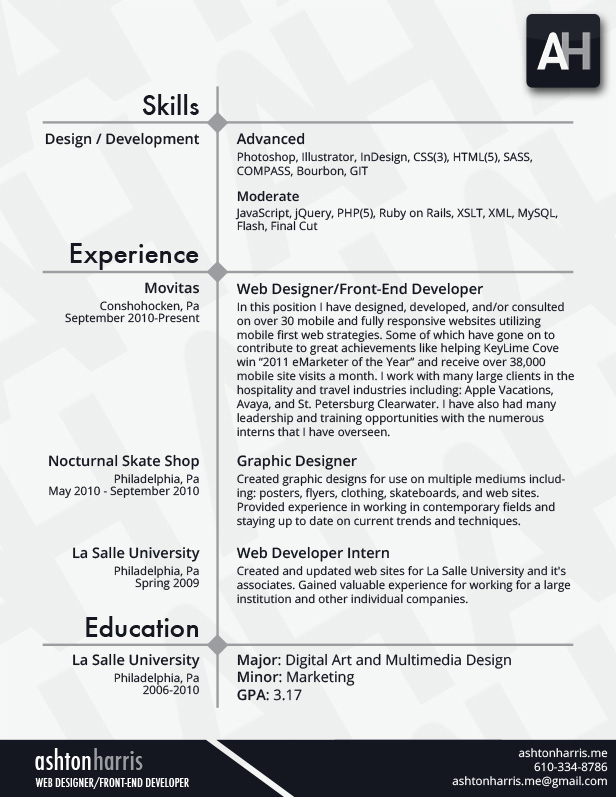 AH
Skills
Design / Development
Advanced
Photoshop, Illustrator, InDesign, CSS(3), HTML(5), SASS,
COMPASS, Bourbon, GIT
Moderate
JavaScript, jQuery, PHP(5), Ruby on Rails, XSLT, XML, MySQL,
Flash, Final Cut
Experience
Movitas
Conshohocken, Pa
September 2010-Present
Web Designer/Front-End Developer
In this position I have designed, developed, and/or consulted
on over 30 mobile and fully responsive websites utilizing
mobile first web strategies. Some of which have gone on to
contribute to great achievements like helping KeyLime Cove
win “2011 eMarketer of the Year” and receive over 38,000
mobile site visits a month. I work with many large clients in the
hospitality and travel industries including: Apple Vacations,
Avaya, and St. Petersburg Clearwater. I have also had many
leadership and training opportunities with the numerous
interns that I have overseen.
Nocturnal Skate Shop
Philadelphia, Pa
May 2010 - September 2010
Graphic Designer
Created graphic designs for use on multiple mediums includ-
ing: posters, flyers, clothing, skateboards, and web sites.
Provided experience in working in contemporary fields and
staying up to date on current trends and techniques.
La Salle University
Philadelphia, Pa
Spring 2009
Web Developer Intern
Created and updated web sites for La Salle University and it's
associates. Gained valuable experience for working for a large
institution and other individual companies.
Education
La Salle University
Philadelphia, Pa
2006-2010
Major: Digital Art and Multimedia Design
Minor: Marketing
GPA: 3.17
ashtonharris
WEB DESIGNER/FRONT-END DEVELOPER
ashtonharris.me
610-334-8786
ashtonharris.me@gmail.com